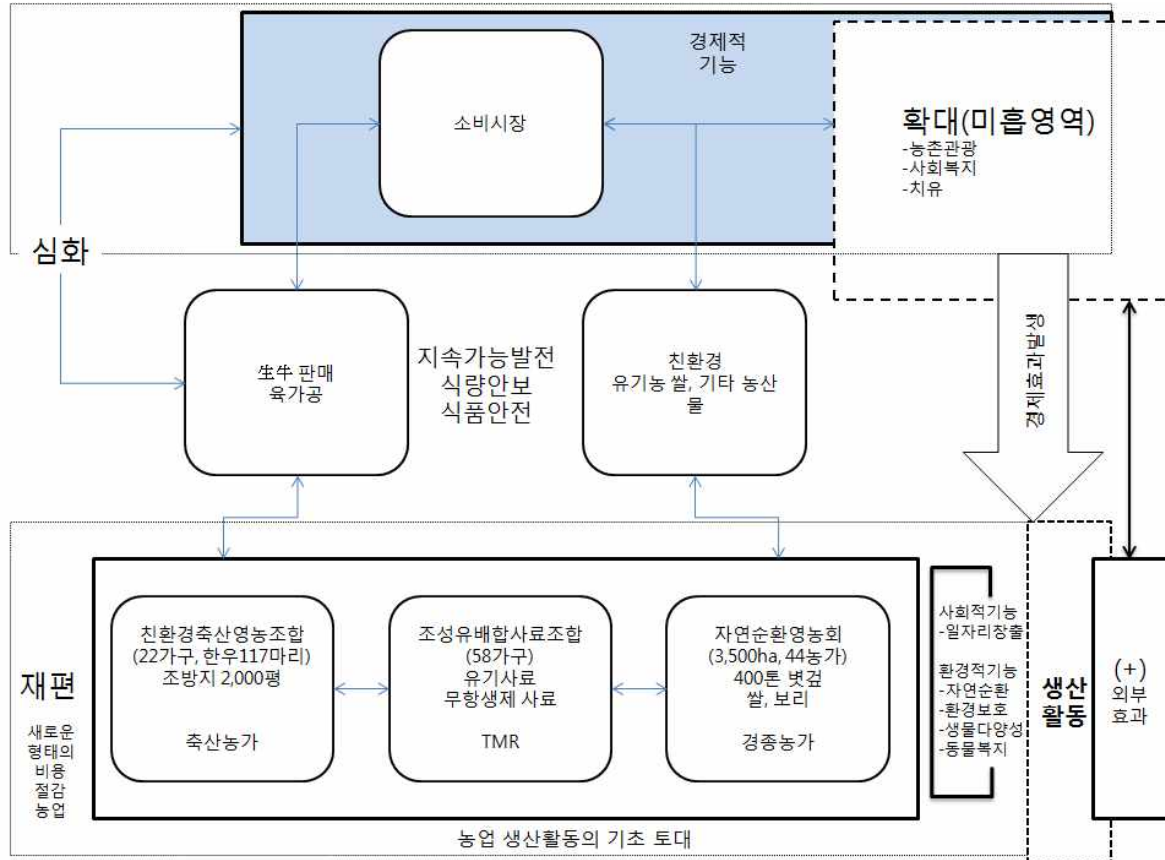 경제적
기능
소비시장
확대(미흡영역)
-농촌관광
-사회복지
-치유
심화
生牛 판매
육가공
지속가능발전
식량안보
식품안전
친환경
유기농 쌀, 기타 농산
물
경제효과발생
재편
새로운
형태의
비용
절감
농업
친환경축산영농조합
(22가구, 한우117마리)
조방지 2,000평
축산농가
조성유배합사료조합
(58가구)
유기사료
무항생제 사료
TMR
자연순환영농회
(3,500ha, 44농가)
400톤 볏겊
쌀, 보리
경종농가
사회적기능
-일자리창출
환경적기능
-자연순환
-환경보호
-생물다양성
-동물복지
생산
활동
(+)
외부
효과
농업 생산활동의 기초 토대